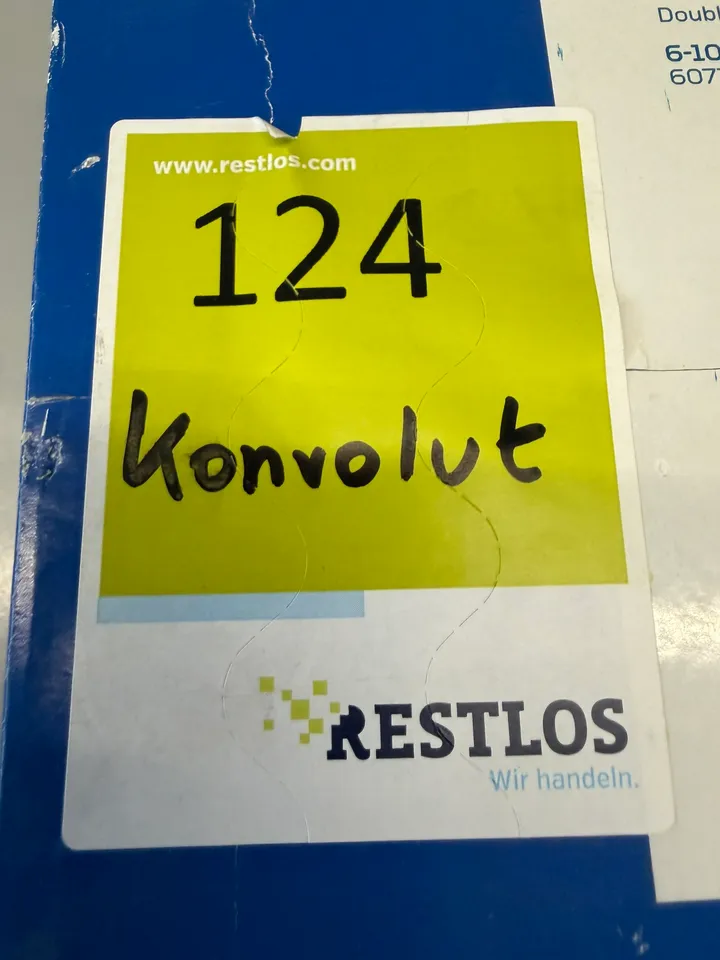 Doubl
6-10
607
www.restlos.com
124
Konvolut
RESTLOS
Wir handeln.